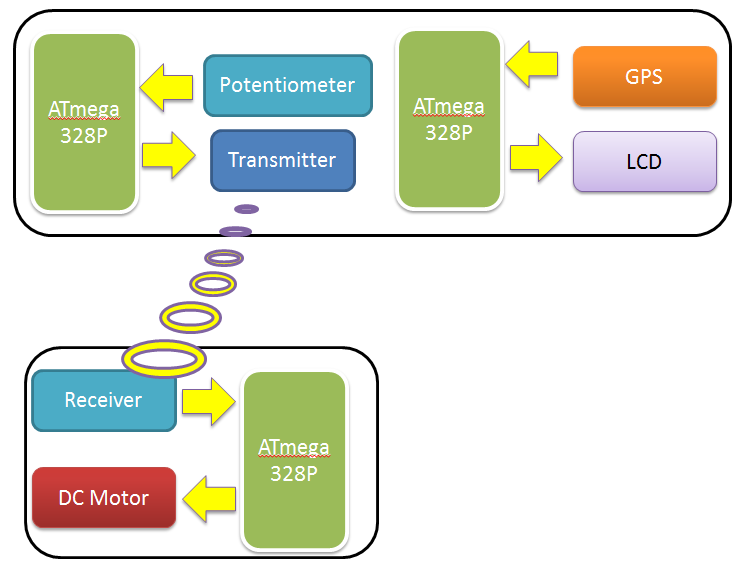 ATmega
328P
Potentiometer
Transmitter
ATmega
328P
GPS
LCD
Receiver
DC Motor
ATmega
328P